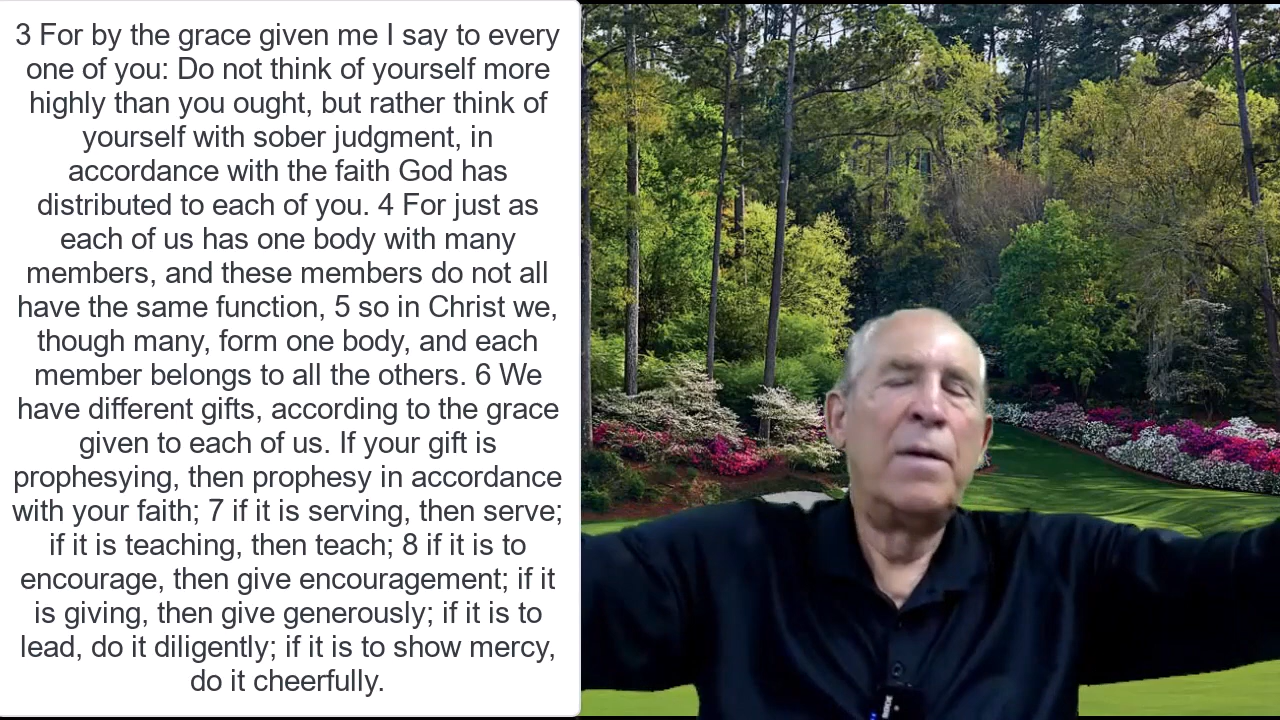 3 For by the grace given me I say to every
one of you: Do not think of yourself more
highly than you ought, but rather think of
yourself with sober judgment, in
accordance with the faith God has
distributed to each of you. 4 For just as
each of us has one body with many
members, and these members do not all
have the same function, 5 so in Christ we,
though many, form one body, and each
member belongs to all the others. 6 We
have different gifts, according to the grace
given to each of us. If your gift is
prophesying, then prophesy in accordance
with your faith; 7 if it is serving, then serve;
if it is teaching, then teach; 8 if it is to
encourage, then give encouragement; if it
is giving, then give generously; if it is to
lead, do it diligently; if it is to show mercy,
do it cheerfully.